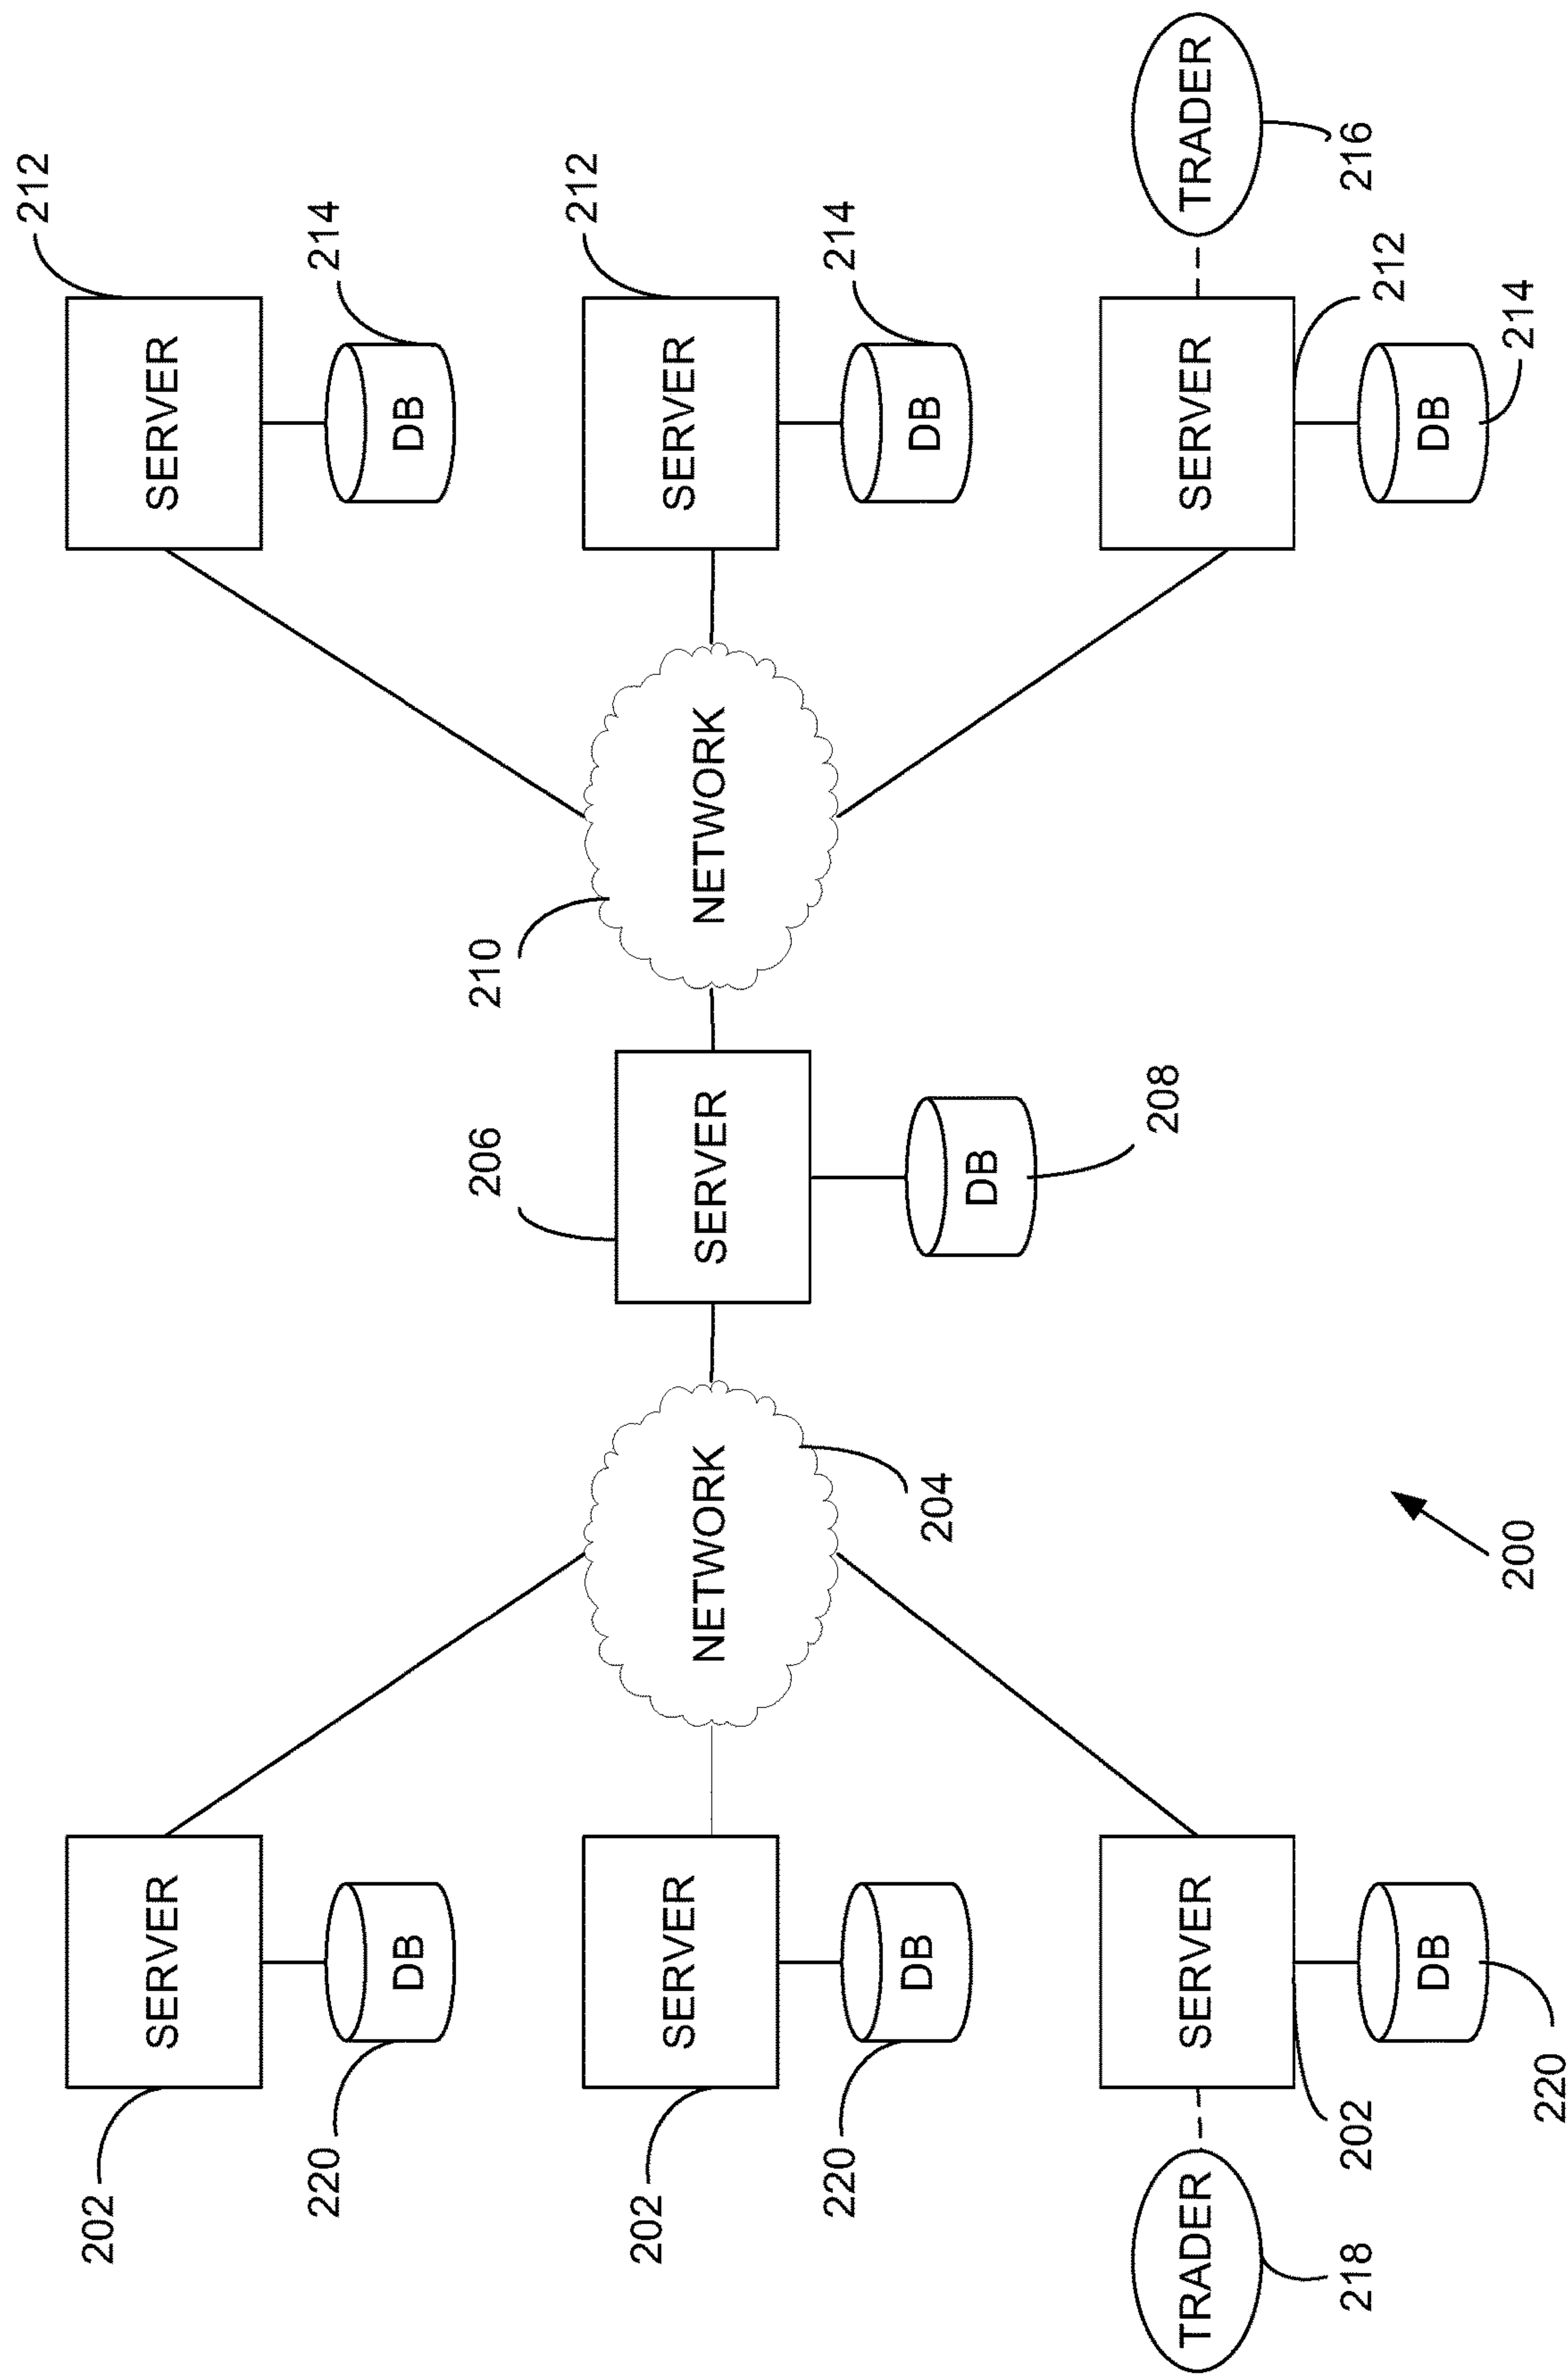 212
202
SERVER
SERVER
220
214
DB
DB
206
210
212
202
SERVER
NETWORK
SERVER
NETWORK
SERVER
220
214
DB
204
DB
DB
208
TRADER
SERVER
SERVER
TRADER
218
202
212
216
DB
DB
200
214
220